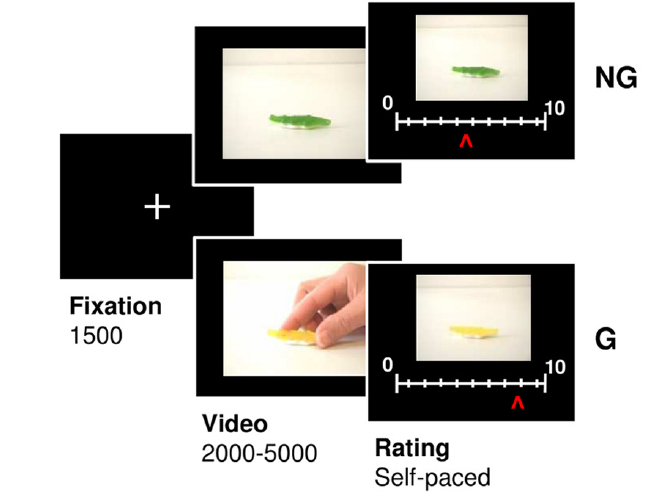 NG
0
10
Fixation
1500
G
0
10
Video
2000-5000
Rating
Self-paced